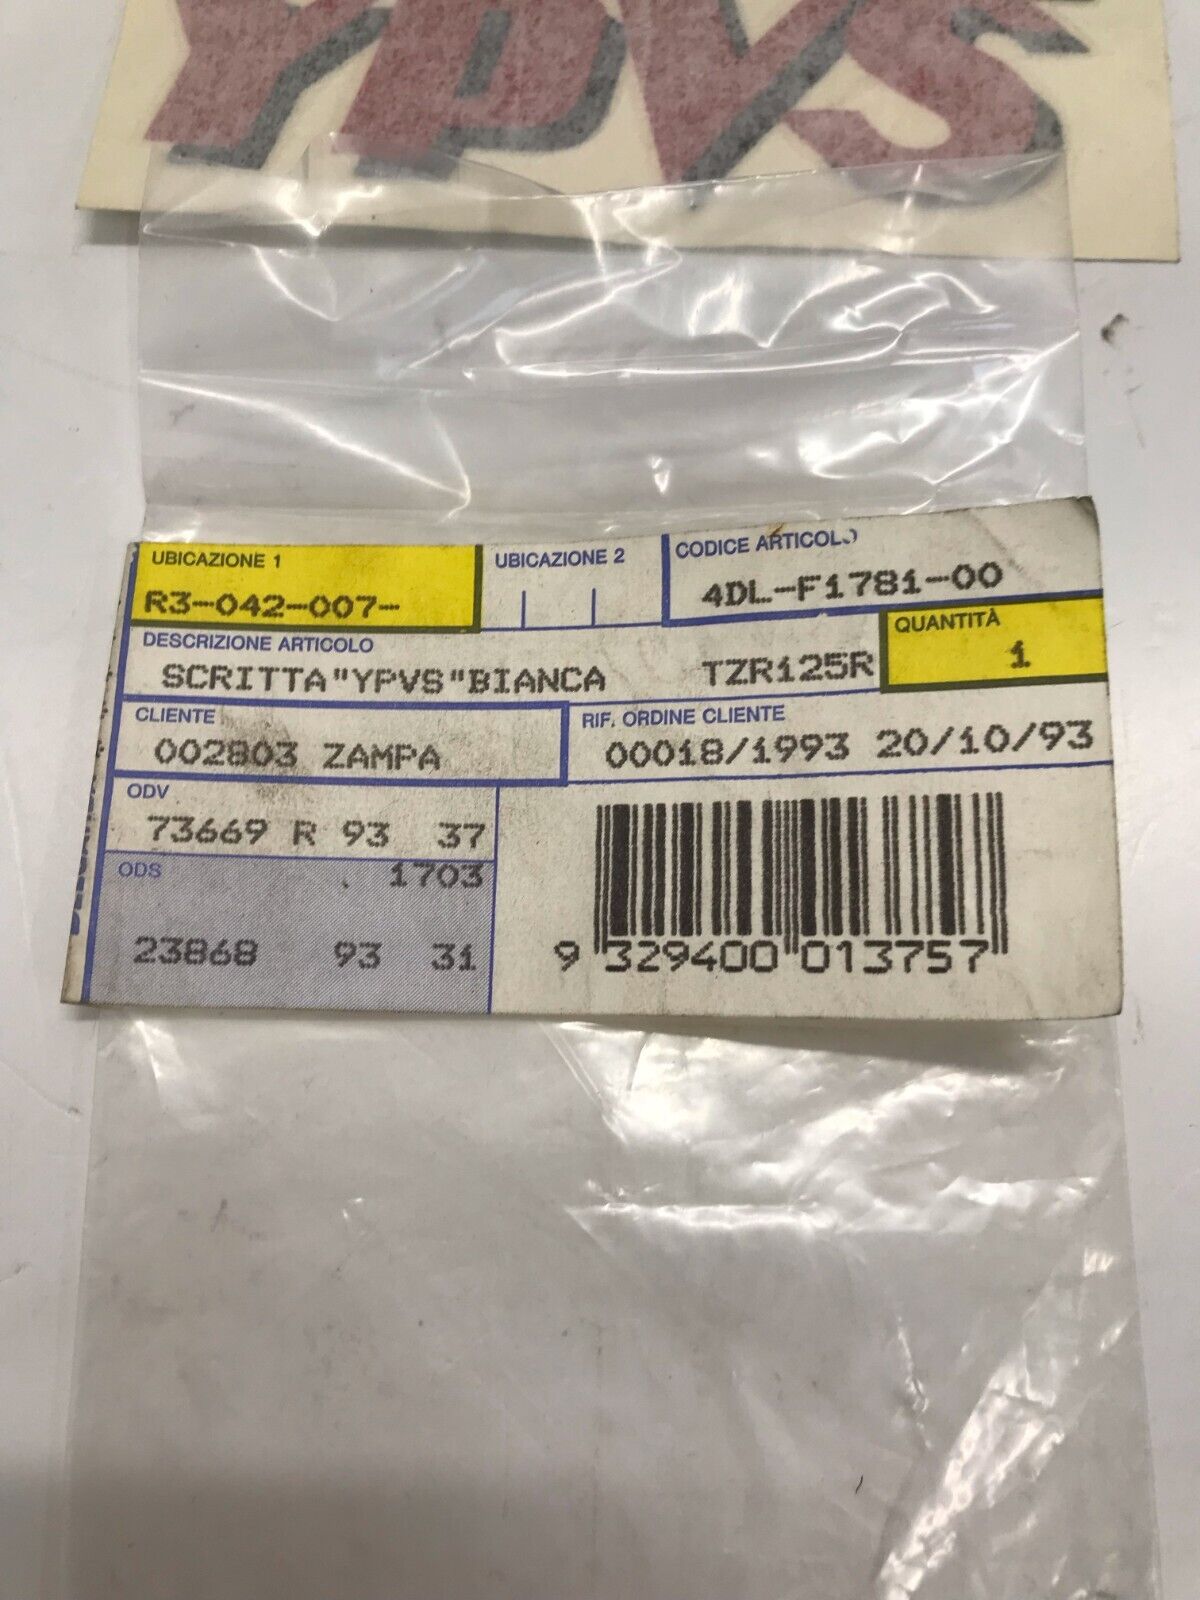 YPVS
UBICAZIONE 1
R3-042-007-
UBICAZIONE 2
CODICE ARTICOLO
4DL-F1781-00
DESCRIZIONE ARTICOLO
SCRITTA"YPVS"BIANCA TZR125R
QUANTITÀ
1
CLIENTE
002803 ZAMPA
RIF. ORDINE CLIENTE
00018/1993 20/10/93
ODV
73669 R 93 37
ODS
1703
23868 93 31
9 329400 013757